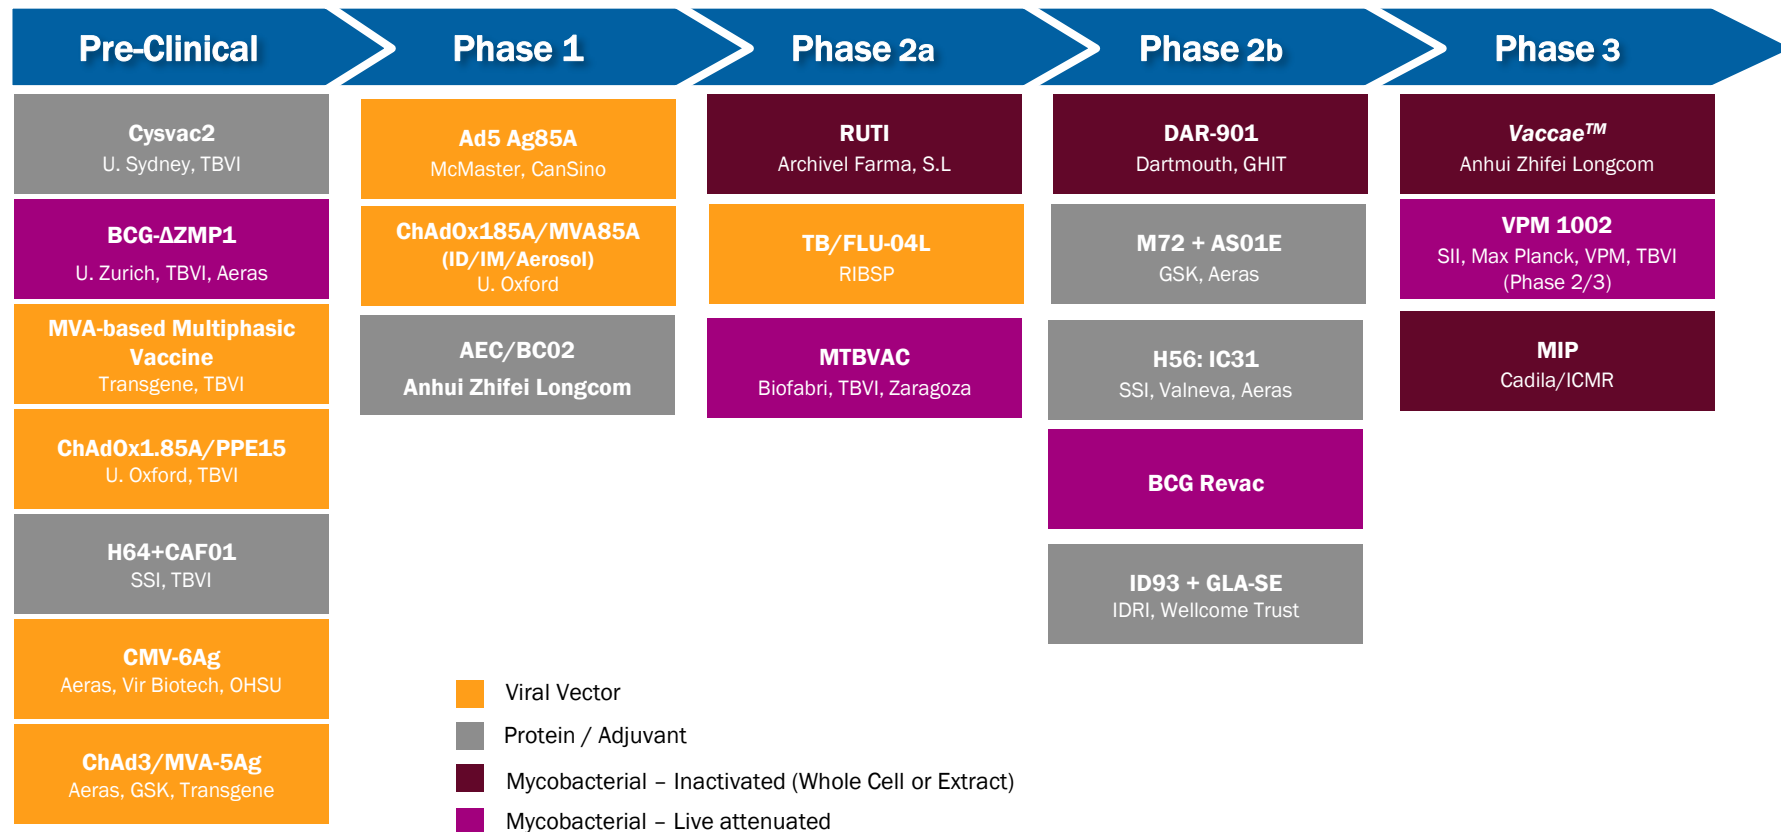 Pre-Clinical
Phase 1
Phase 2a
Phase 2b
Phase 3
Cysvac2
U. Sydney, TBVI
BCG-ΔZMP1
U. Zurich, TBVI, Aeras
MVA-based Multiphasic
Vaccine
Transgene, TBVI
ChAdOx1.85A/PPE15
U. Oxford, TBVI
H64+CAF01
SSI, TBVI
CMV-6Ag
Aeras, Vir Biotech, OHSU
ChAd3/MVA-5Ag
Aeras, GSK, Transgene
Ad5 Ag85A
McMaster, CanSino
ChAdOx185A/MVA85A
(ID/IM/Aerosol)
U. Oxford
AEC/BC02
Anhui Zhifei Longcom
RUTI
Archivel Farma, S.L
TB/FLU-04L
RIBSP
MTBVAC
Biofabri, TBVI, Zaragoza
DAR-901
Dartmouth, GHIT
M72 + AS01E
GSK, Aeras
H56: IC31
SSI, Valneva, Aeras
BCG Revac
ID93 + GLA-SE
IDRI, Wellcome Trust
Vaccae™
Anhui Zhifei Longcom
VPM 1002
SII, Max Planck, VPM, TBVI
(Phase 2/3)
MIP
Cadila/ICMR
Viral Vector
Protein / Adjuvant
Mycobacterial – Inactivated (Whole Cell or Extract)
Mycobacterial – Live attenuated